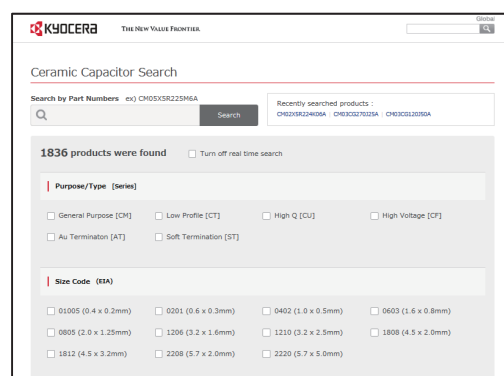 Global
KYOCERA THE NEW VALUE FRONTIER
Ceramic Capacitor Search
Search by Part Numbers ex) CM05X5R225M6A
Search
Recently searched products :
CM02X5R224K06A | CM03CG270J25A | CM03CG120J50A
1836 products were found
Turn off real time search
Purpose/Type [Series]
General Purpose [CM] Low Profile [CT] High Q [CU] High Voltage [CF]
Au Terminaton [AT] Soft Termination [ST]
Size Code (EIA)
01005 (0.4 x 0.2mm) 0201 (0.6 x 0.3mm) 0402 (1.0 x 0.5mm) 0603 (1.6 x 0.8mm)
0805 (2.0 x 1.25mm) 1206 (3.2 x 1.6mm) 1210 (3.2 x 2.5mm) 1808 (4.5 x 2.0mm)
1812 (4.5 x 3.2mm) 2208 (5.7 x 2.0mm) 2220 (5.7 x 5.0mm)